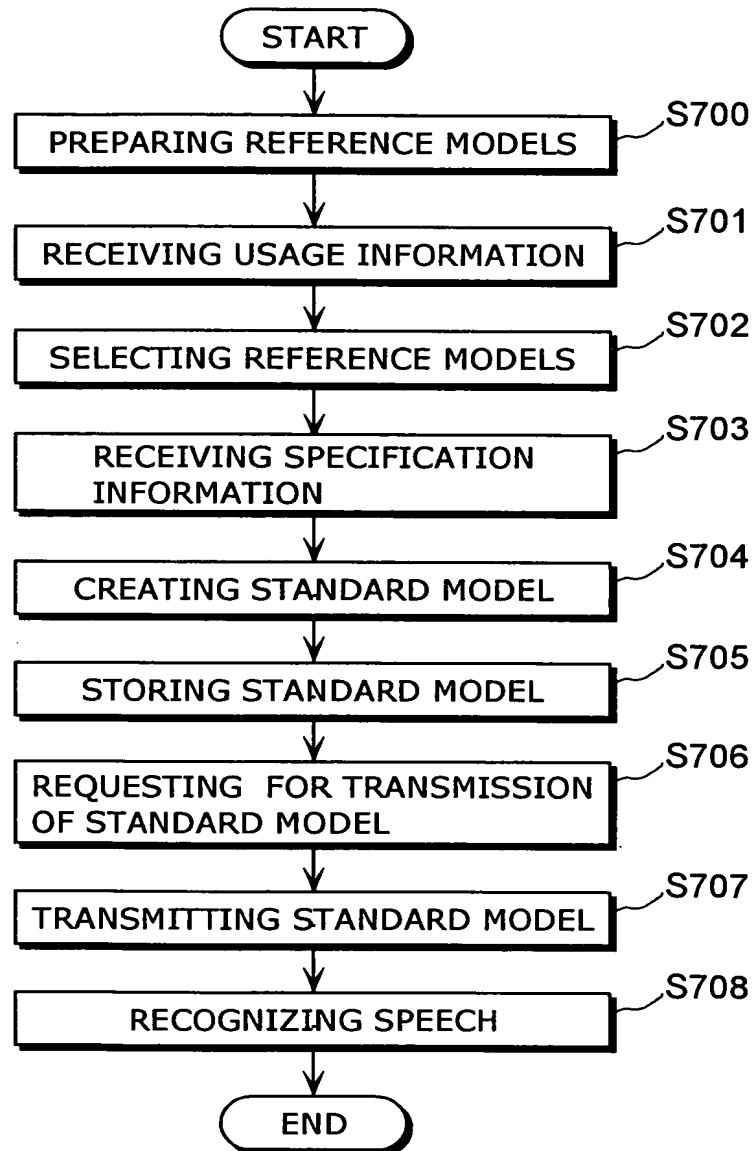 START
S700
PREPARING REFERENCE MODELS
S701
RECEIVING USAGE INFORMATION
S702
SELECTING REFERENCE MODELS
S703
RECEIVING SPECIFICATION
INFORMATION
S704
CREATING STANDARD MODEL
S705
STORING STANDARD MODEL
S706
REQUESTING FOR TRANSMISSION
OF STANDARD MODEL
S707
TRANSMITTING STANDARD MODEL
S708
RECOGNIZING SPEECH
END